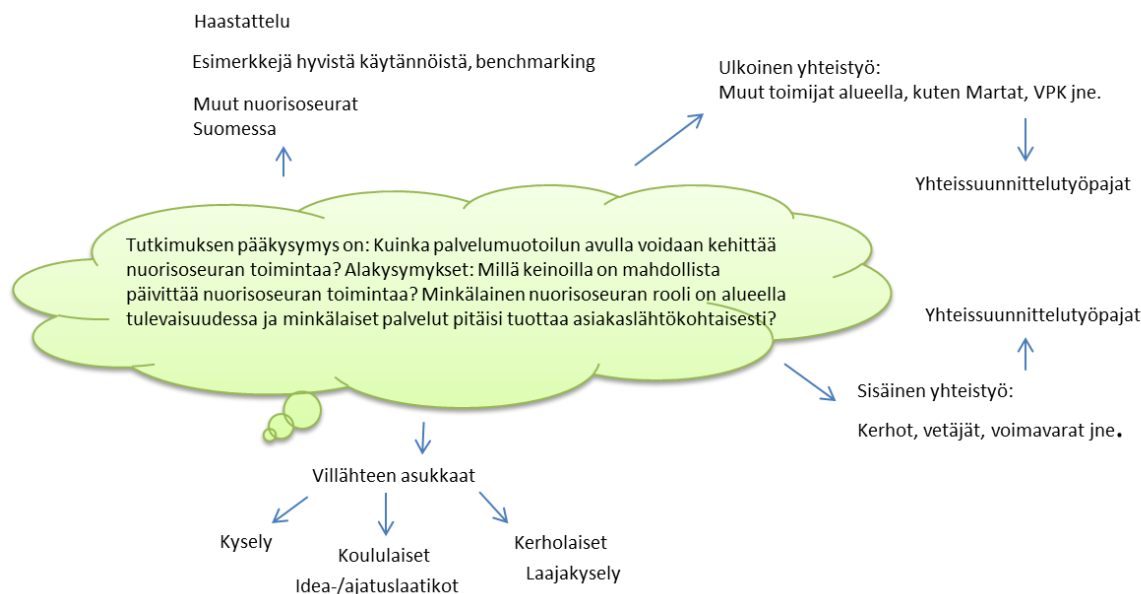 Haastattelu
Esimerkkejä hyvistä käytännöistä, benchmarking
Muut nuorisoseurat
Suomessa
Ulkoinen yhteistyö:
Muut toimijat alueella, kuten Martat, VPK jne.
Yhteissuunnittelutyöpajat
Tutkimuksen pääkysymys on: Kuinka palvelumuotoilun avulla voidaan kehittää
nuorisoseuran toimintaa? Alakysymykset: Millä keinoilla on mahdollista
päivittää nuorisoseuran toimintaa? Minkälainen nuorisoseuran rooli on alueella
tulevaisuudessa ja minkälaiset palvelut pitäisi tuottaa asiakaslähtökohtaisesti?
Yhteissuunnittelutyöpajat
Sisäinen yhteistyö:
Kerhot, vetäjät, voimavarat jne.
Villähteen asukkaat
Kysely
Koululaiset
Idea-/ajatuslaatikot
Kerholaiset
Laajakysely